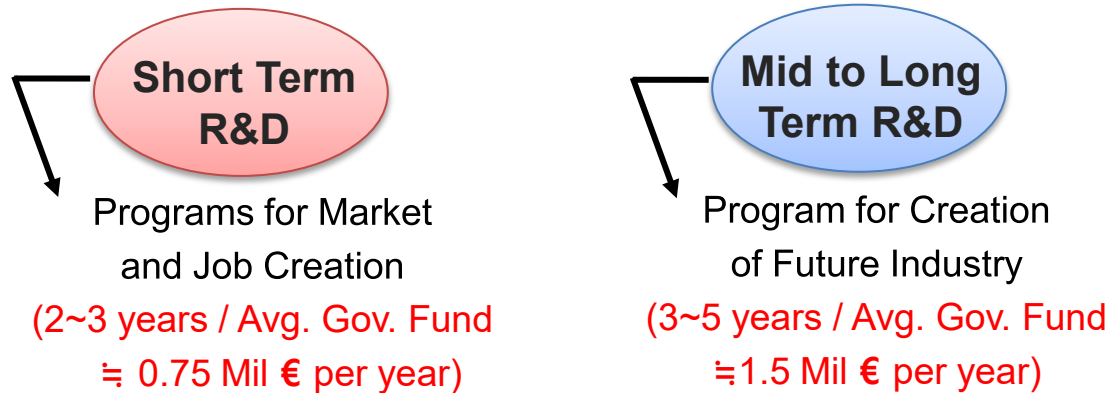 Short Term
R&D
Programs for Market
and Job Creation
(2~3 years / Avg. Gov. Fund
≒ 0.75 Mil € per year)
Mid to Long
Term R&D
Program for Creation
of Future Industry
(3~5 years / Avg. Gov. Fund
≒1.5 Mil € per year)